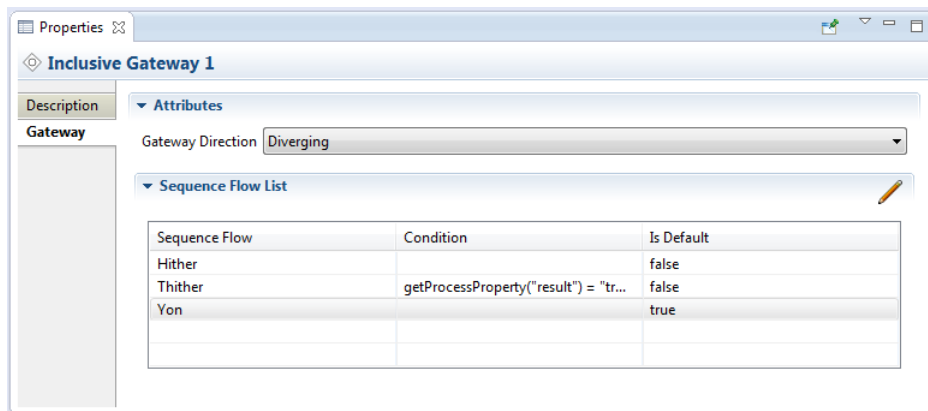 Properties
Inclusive Gateway 1
Description
Gateway
Attributes
Gateway Direction Diverging
Sequence Flow List
Sequence Flow Condition Is Default
Hither false
Thither getProcessProperty("result") = "tr... false
Yon true